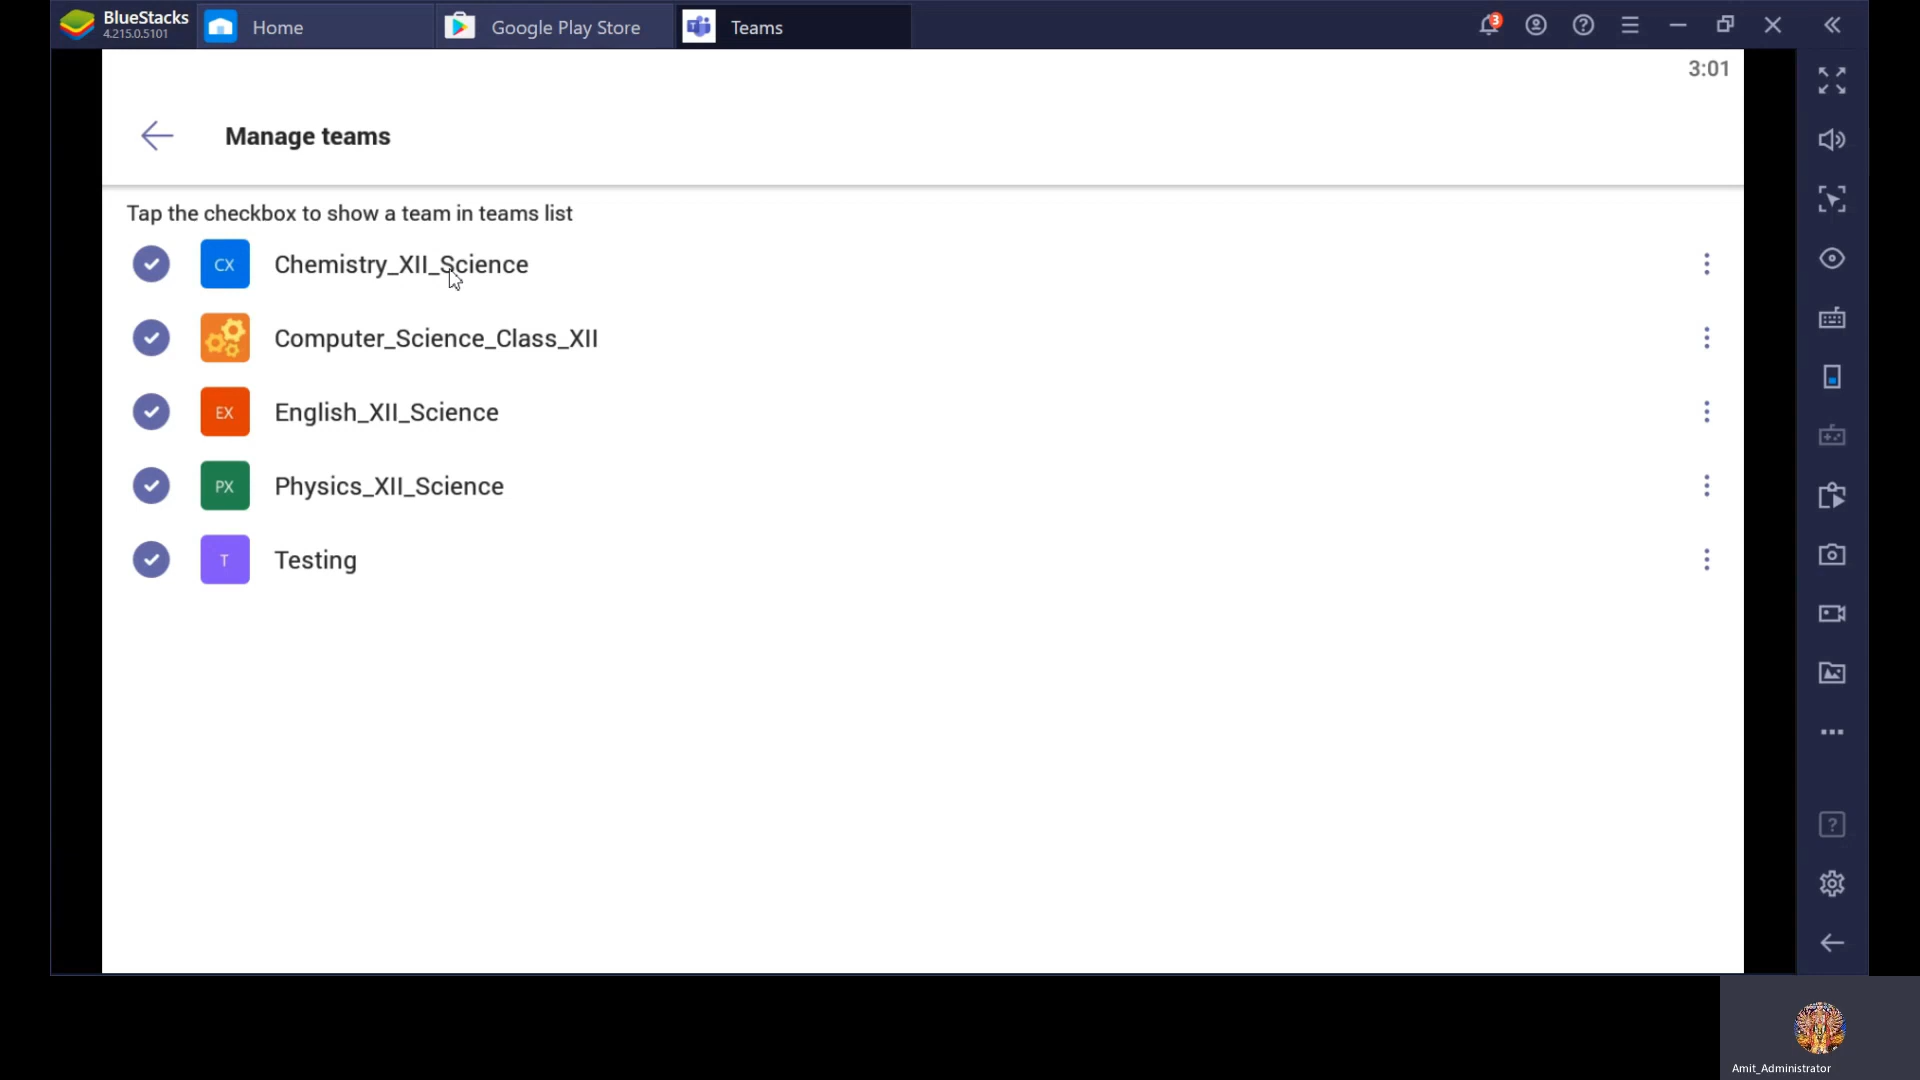 BlueStacks
4.215.0.5101
Home
Google Play Store
Teams
3
3:01
Manage teams
Tap the checkbox to show a team in teams list
CX Chemistry_XII_Science
Computer_Science_Class_XII
EX English_XII_Science
PX Physics_XII_Science
T Testing
Amit_Administrator